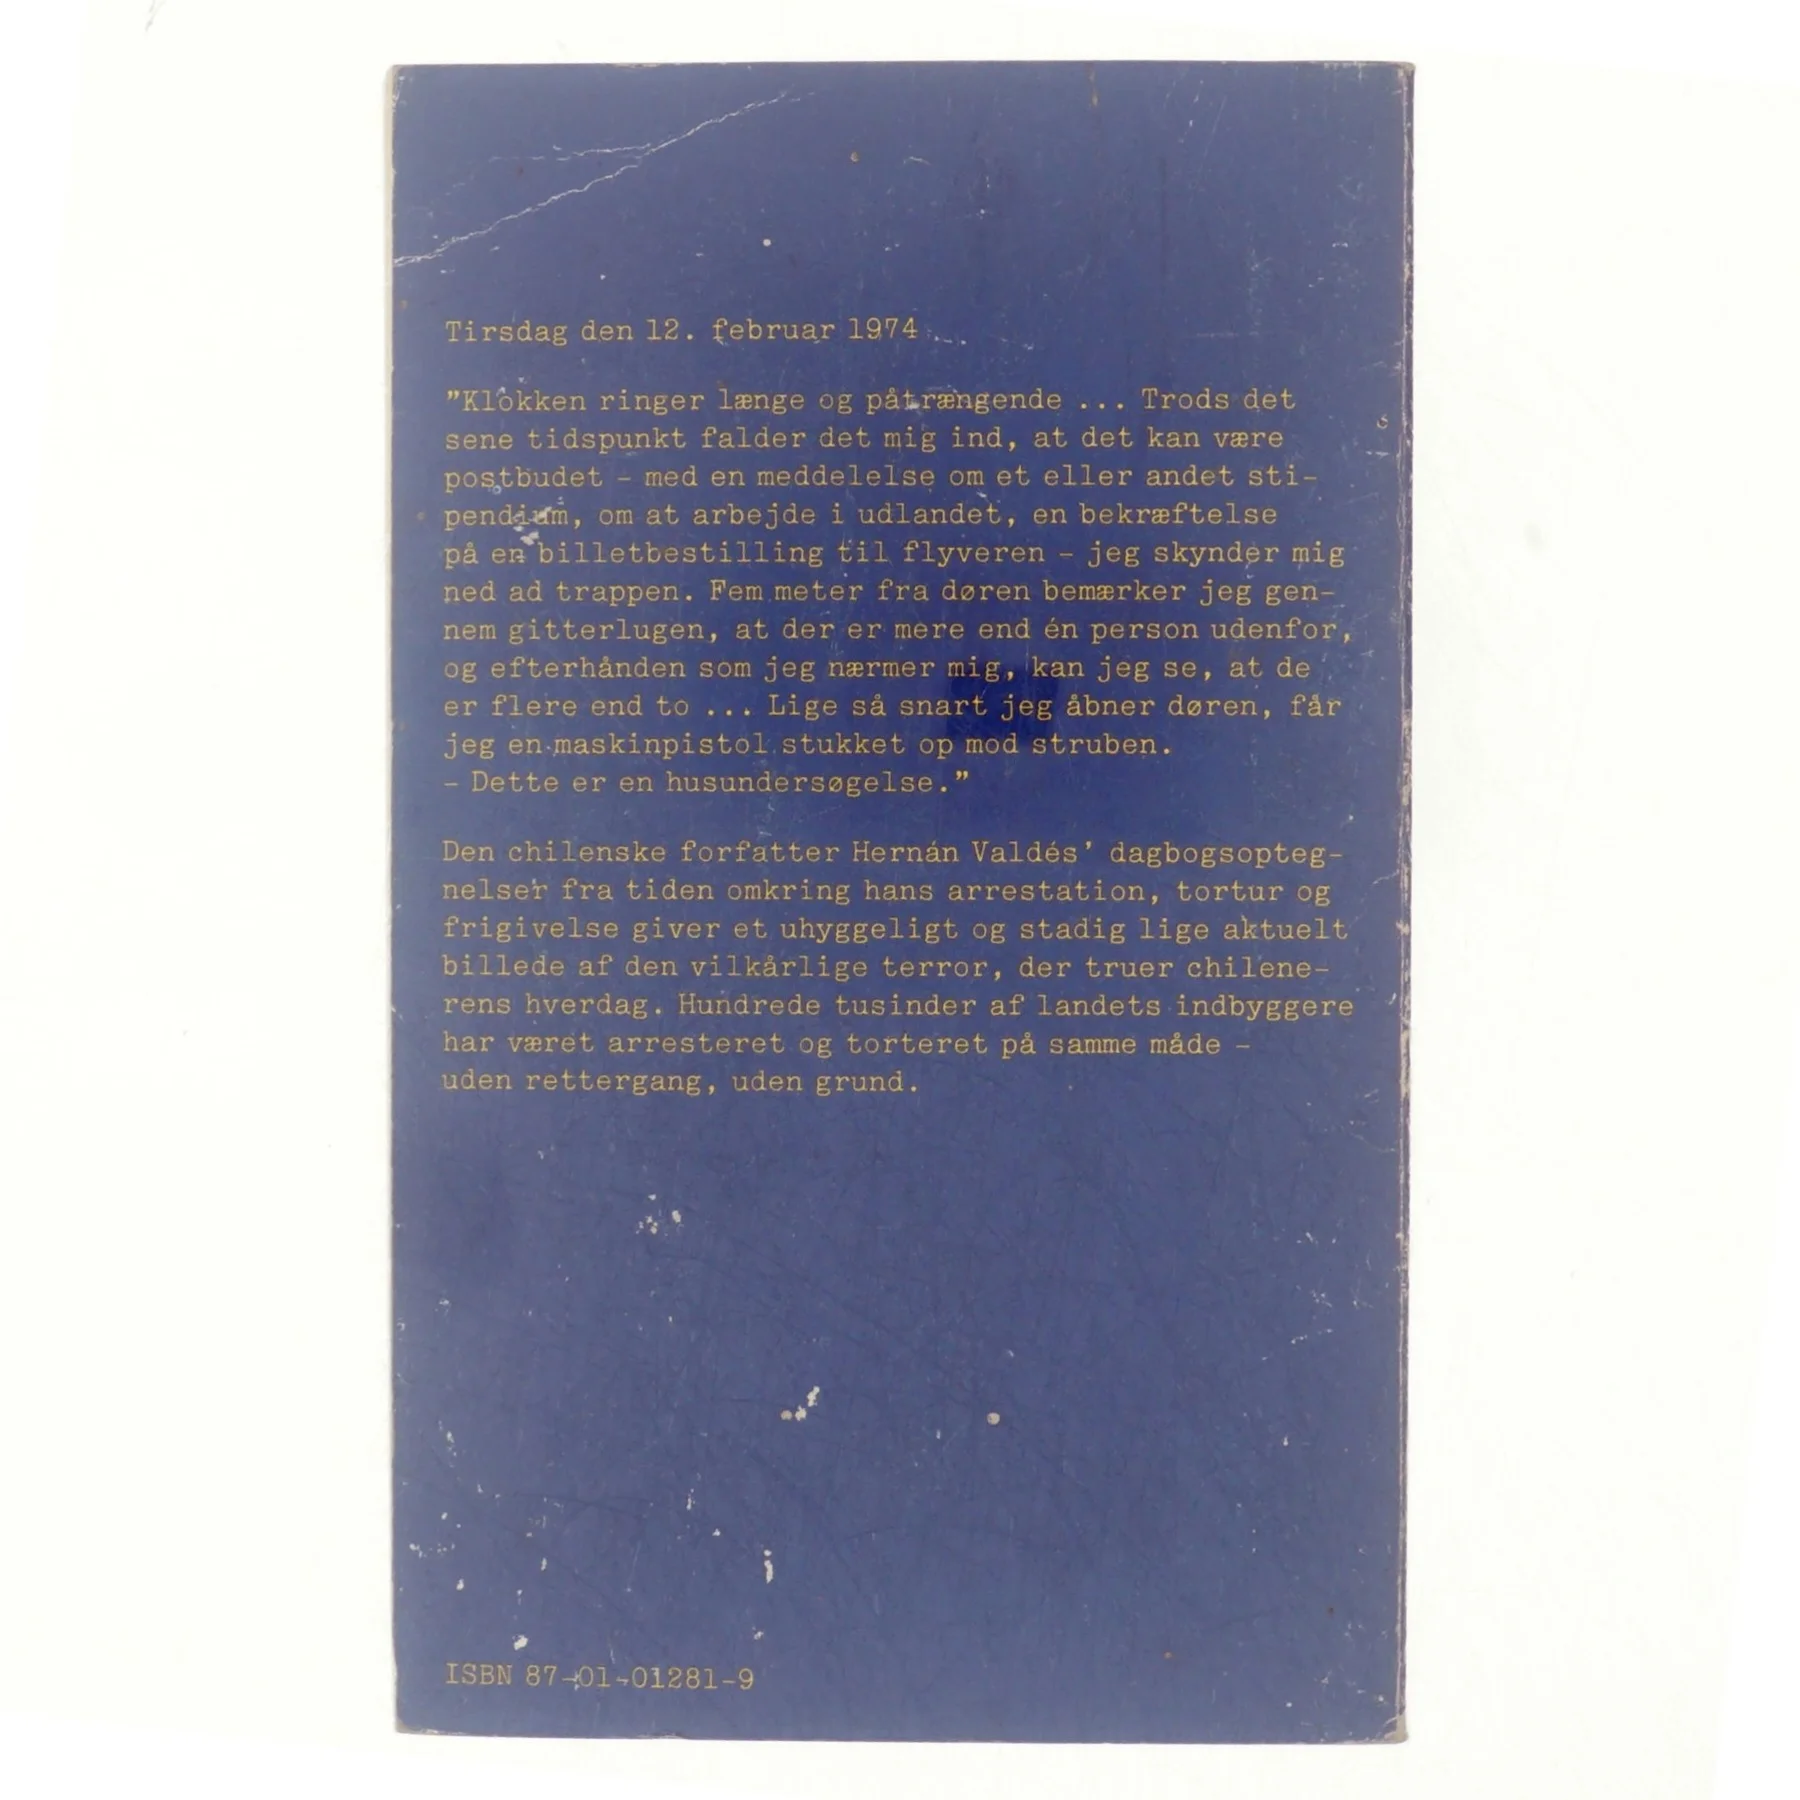 Tirsdag den 12. februar 1974
”Klokken ringer længe og påtrængende ... Trods det
sene tidspunkt falder det mig ind, at det kan være
postbudet – med en meddelelse om et eller andet sti-
pendium, om at arbejde i udlandet, en bekræftelse
på en billetbestilling til flyveren – jeg skynder mig
ned ad trappen. Fem meter fra døren bemærker jeg gen-
nem gitterlugen, at der er mere end én person udenfor,
og efterhånden som jeg nærmer mig, kan jeg se, at de
er flere end to ... Lige så snart jeg åbner døren, får
jeg en maskinpistol stukket op mod struben.
– Dette er en husundersøgelse.”
Den chilenske forfatter Hernán Valdés’ dagbogsopteg-
nelser fra tiden omkring hans arrestation, tortur og
frigivelse giver et uhyggeligt og stadig lige aktuelt
billede af den vilkårlige terror, der truer chilene-
rens hverdag. Hundrede tusinder af landets indbyggere
har været arresteret og torteret på samme måde –
uden rettergang, uden grund.
ISBN 87-01-01281-9